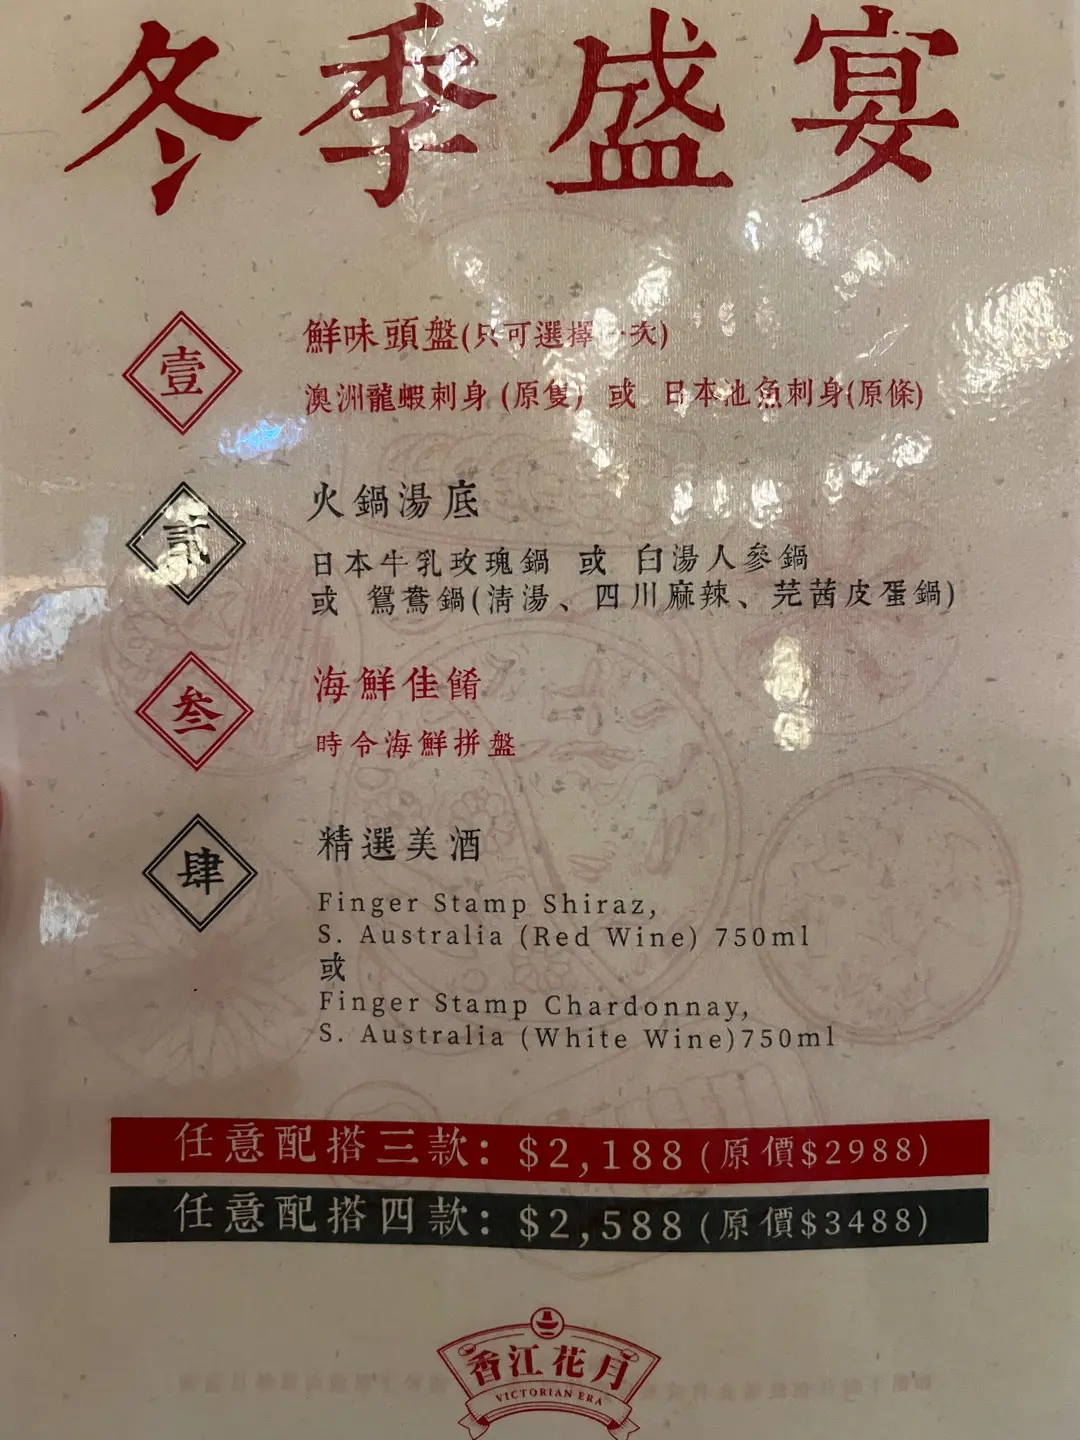 冬季盛宴
壹
鮮味頭盤(只可選擇一次)
澳洲龍蝦刺身 (原隻) 或 日本池魚刺身(原條)
貳
火鍋湯底
日本牛乳玫瑰鍋 或 白湯人參鍋
或 鴛鴦鍋(清湯、四川麻辣、芫茜皮蛋鍋)
叁
海鮮佳餚
時令海鮮拼盤
肆
精選美酒
Finger Stamp Shiraz,
S. Australia (Red Wine) 750ml
或
Finger Stamp Chardonnay,
S. Australia (White Wine)750ml
任意配搭三款: $2,188(原價$2988)
任意配搭四款: $2,588(原價$3488)
香江花月
VICTORIAN ERA